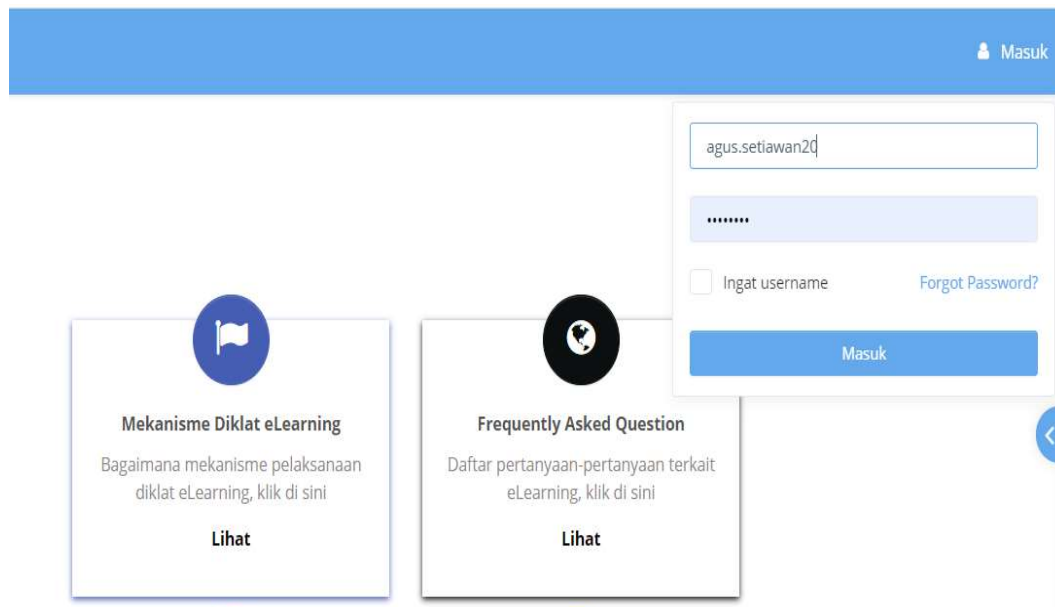 Masuk
agus.setiawan20
••••••••
Ingat username
Forgot Password?
Masuk
Mekanisme Diklat eLearning
Bagaimana mekanisme pelaksanaan
diklat eLearning, klik di sini
Lihat
Frequently Asked Question
Daftar pertanyaan-pertanyaan terkait
eLearning, klik di sini
Lihat